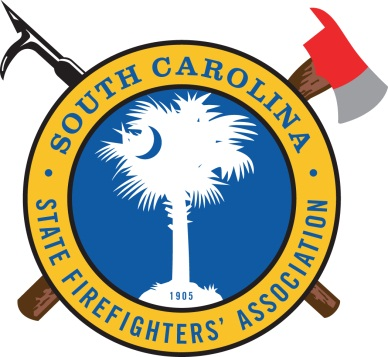 SOUTH CAROLINA
1905
STATE FIREFIGHTERS' ASSOCIATION